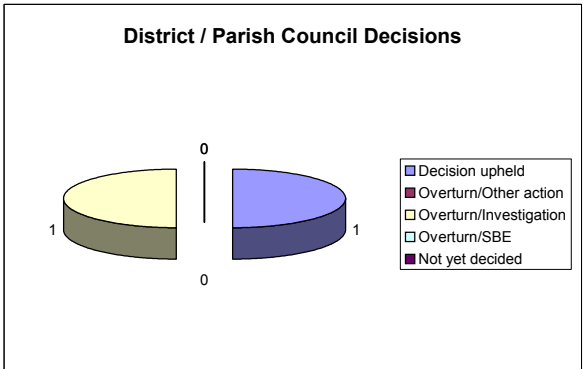 District / Parish Council Decisions
0
1
1
0
Decision upheld
Overturn/Other action
Overturn/Investigation
Overturn/SBE
Not yet decided